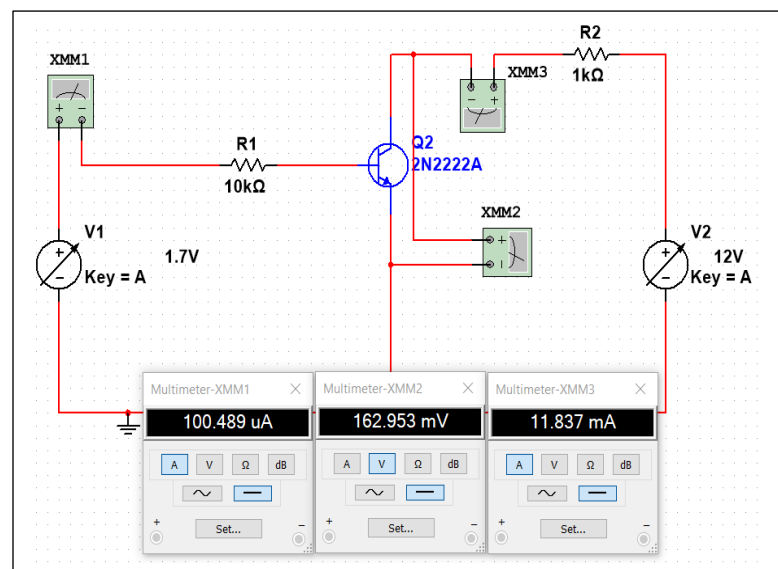 XMM1
R1
10kΩ
Q2
2N2222A
XMM3
R2
1kΩ
XMM2
V1
1.7V
Key = A
V2
12V
Key = A
Multimeter-XMM1
100.489 uA
A V Ω dB
Set...
Multimeter-XMM2
162.953 mV
A V Ω dB
Set...
Multimeter-XMM3
11.837 mA
A V Ω dB
Set...